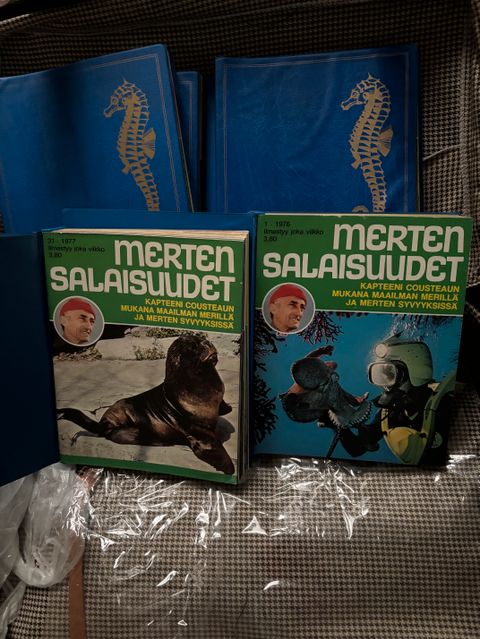 31 - 1977
Ilmestyy joka viikko
3,80
MERTEN
SALAISUUDET
KAPTEENI COUSTEAUN
MUKANA MAAILMAN MERILLÄ
JA MERTEN SYVYYKSISSÄ
1 - 1976
Ilmestyy joka viikko
3,80
MERTEN
SALAISUUDET
KAPTEENI COUSTEAUN
MUKANA MAAILMAN MERILLÄ
JA MERTEN SYVYYKSISSÄ